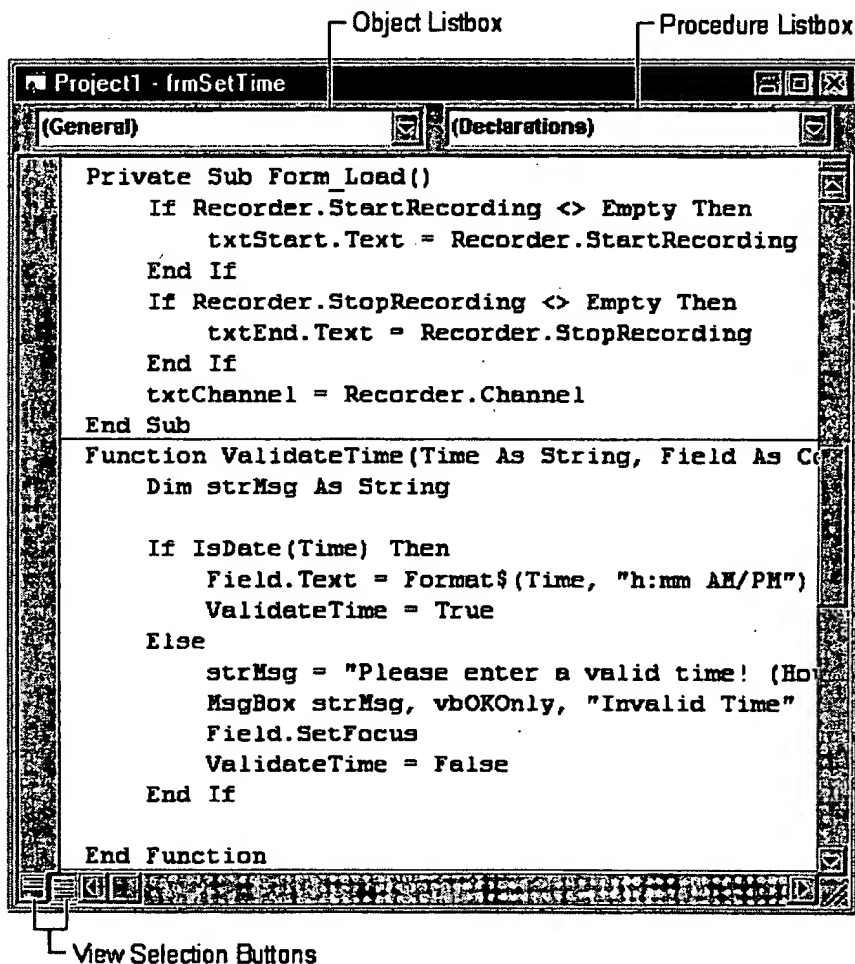 Object Listbox
Procedure Listbox
Project1 - frmSetTime
(General)
(Declarations)
Private Sub Form_Load()
If Recorder.StartRecording <> Empty Then
txtStart.Text = Recorder.StartRecording
End If
If Recorder.StopRecording <> Empty Then
txtEnd.Text = Recorder.StopRecording
End If
txtChannel = Recorder.Channel
End Sub
Function ValidateTime(Time As String, Field As
Dim strMsg As String
If IsDate(Time) Then
Field.Text = Format$(Time, "h:mm AM/PM")
ValidateTime = True
Else
strMsg = "Please enter a valid time!
MsgBox strMsg, vbOKOnly, "Invalid Time"
Field.SetFocus
ValidateTime = False
End If
End Function
View Selection Buttons